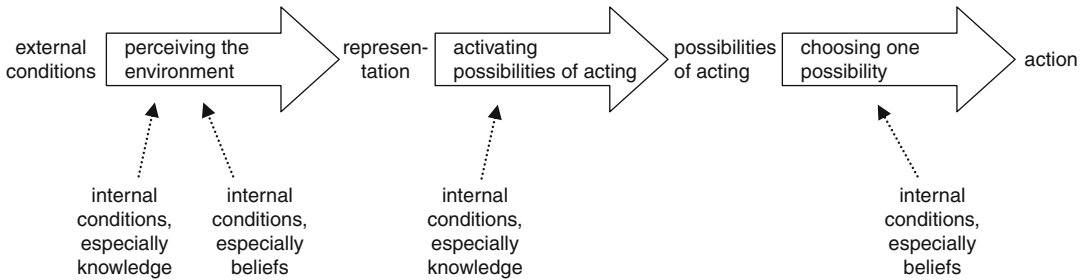 external
conditions
perceiving the
environment
represen-
tation
activating
possibilities of acting
possibilities
of acting
choosing one
possibility
action
internal
conditions,
especially
knowledge
internal
conditions,
especially
beliefs
internal
conditions,
especially
knowledge
internal
conditions,
especially
beliefs